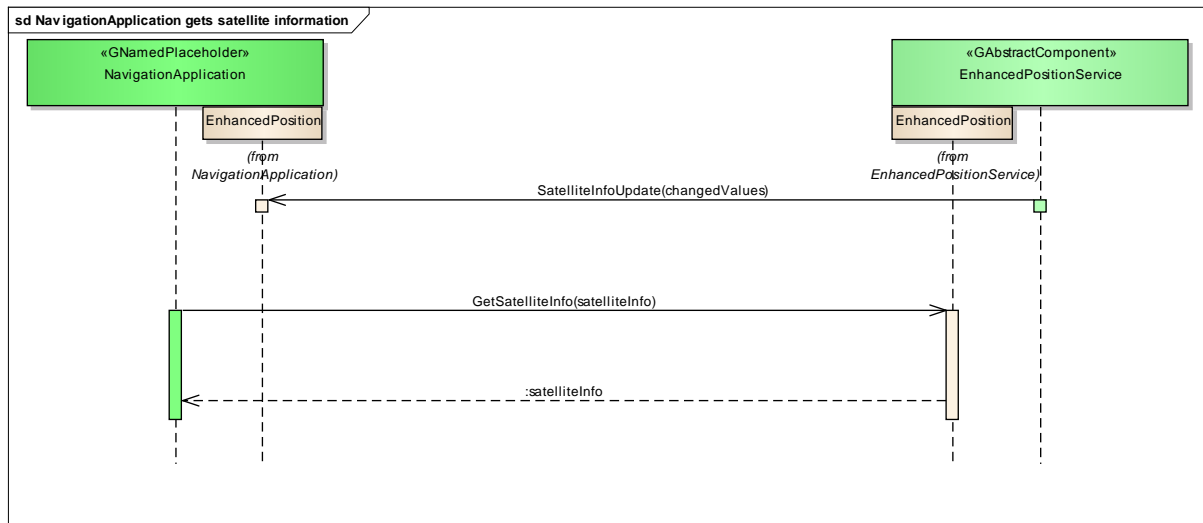 sd NavigationApplication gets satellite information
«GNamedPlaceholder»
NavigationApplication
«GAbstractComponent»
EnhancedPositionService
EnhancedPosition
EnhancedPosition
(from
NavigationApplication)
(from
EnhancedPositionService)
SatelliteInfoUpdate(changedValues)
GetSatelliteInfo(satelliteInfo)
:satelliteInfo